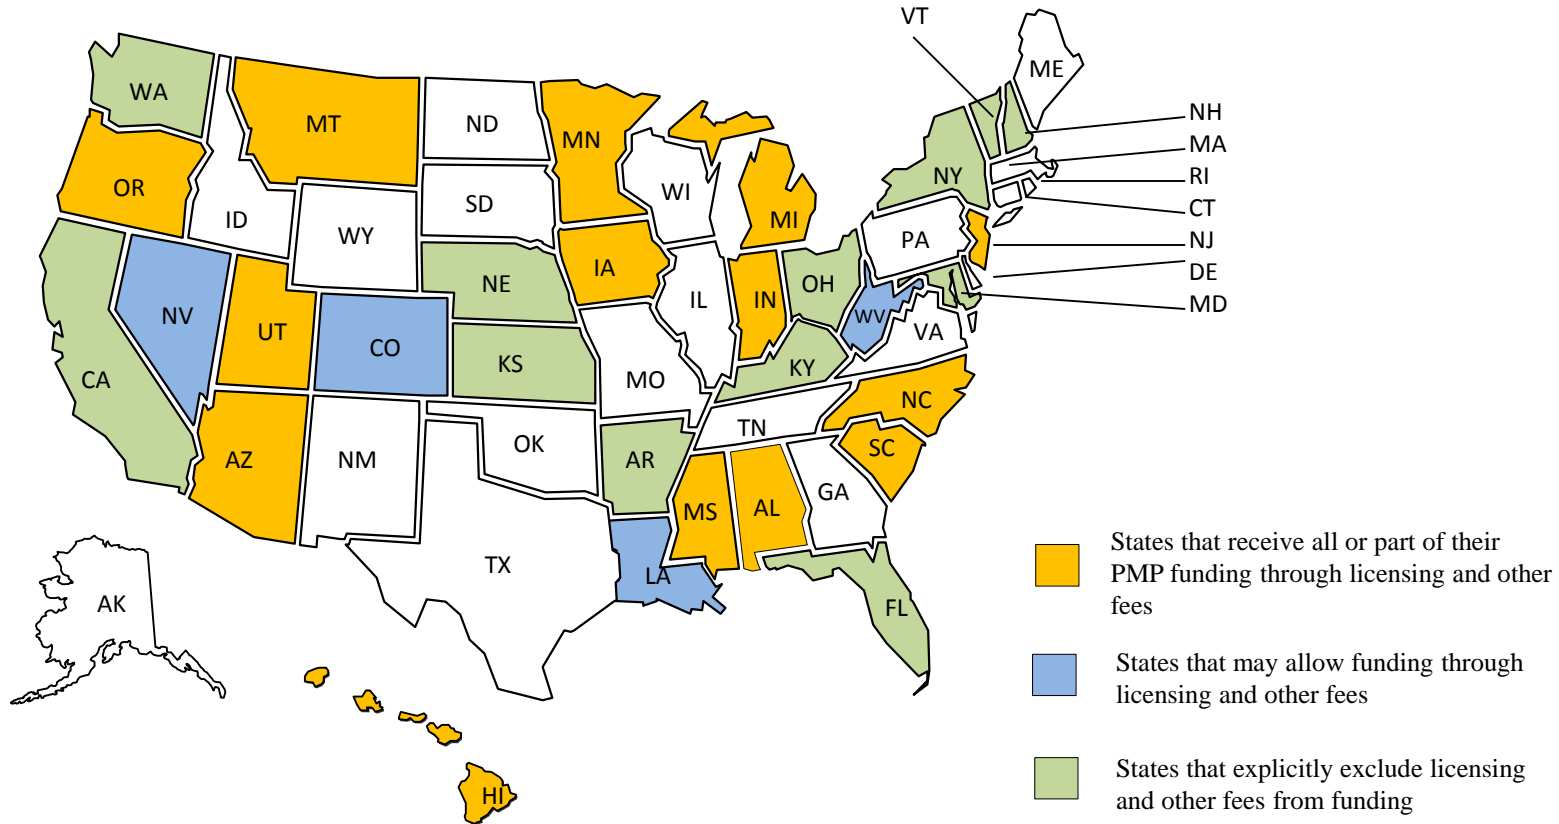 VT
ME
WA
NH
MT
ND
MN
MA
OR
NY
RI
ID
SD
WI
CT
WY
MI
PA
NJ
IA
DE
NE
OH
IL
IN
MD
NV
WV
UT
VA
CO
KS
KY
CA
MO
NC
TN
OK
SC
AZ
NM
AR
GA
MS
AL
TX
LA
AK
FL
HI
States that receive all or part of their
PMP funding through licensing and other
fees
States that may allow funding through
licensing and other fees
States that explicitly exclude licensing
and other fees from funding